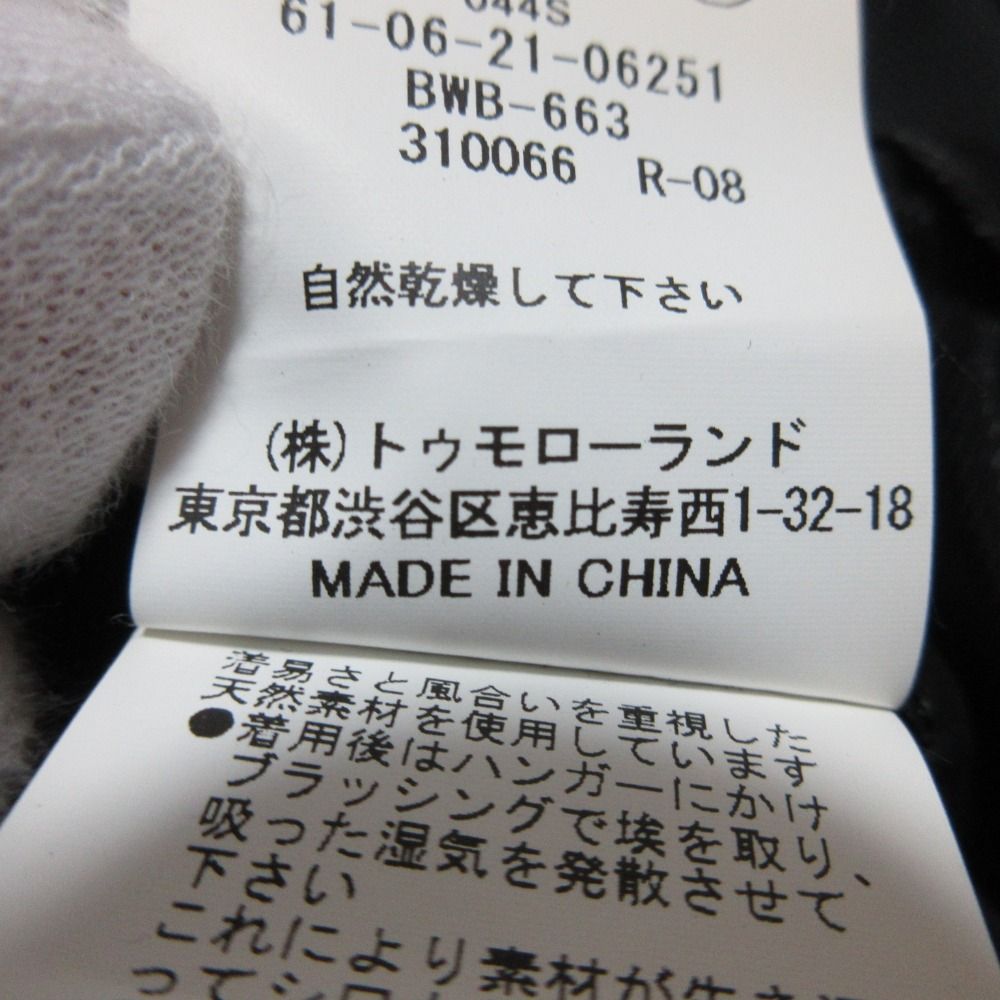 044S
61-06-21-06251
BWB-663
310066 R-08
自然乾燥して下さい
(株)トゥモローランド
東京都渋谷区恵比寿西1-32-18
MADE IN CHINA
着易さと風合いを重視した
天然素材を使用しています
●着用後はハンガーにかけ
ブラッシングで埃を取り、
吸った湿気を発散させて
下さい
これにより素材が生き
って